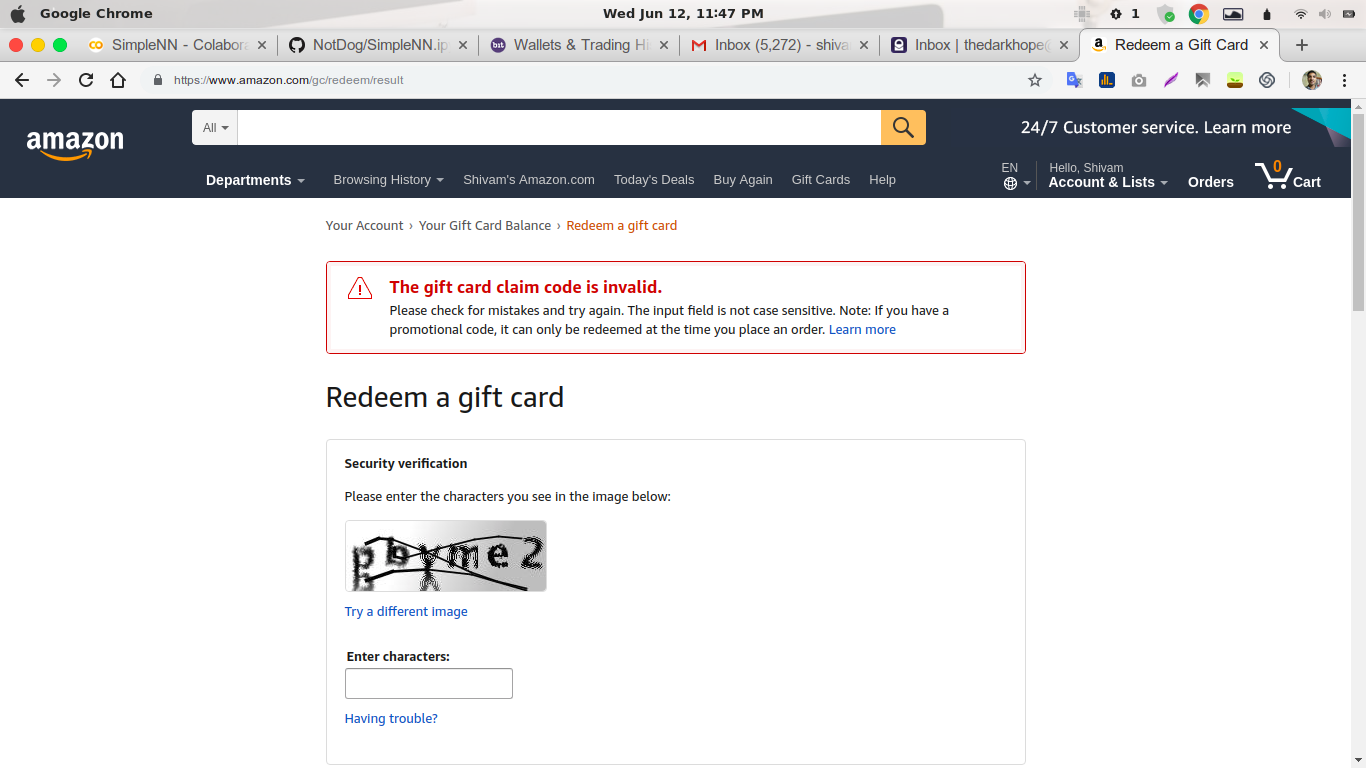 Google Chrome Wed Jun 12, 11:47 PM 1
SimpleNN - Colabora NotDog/SimpleNN.ip bit Wallets & Trading Hi Inbox (5,272) - shiva Inbox | thedarkhope@ Redeem a Gift Card
https://www.amazon.com/gc/redeem/result
amazon All 24/7 Customer service. Learn more
EN Hello, Shivam 0
Departments Browsing History Shivam's Amazon.com Today's Deals Buy Again Gift Cards Help Account & Lists Orders Cart
Your Account › Your Gift Card Balance › Redeem a gift card
The gift card claim code is invalid.
Please check for mistakes and try again. The input field is not case sensitive. Note: If you have a
promotional code, it can only be redeemed at the time you place an order. Learn more
Redeem a gift card
Security verification
Please enter the characters you see in the image below:
pbyme2
Try a different image
Enter characters:
Having trouble?